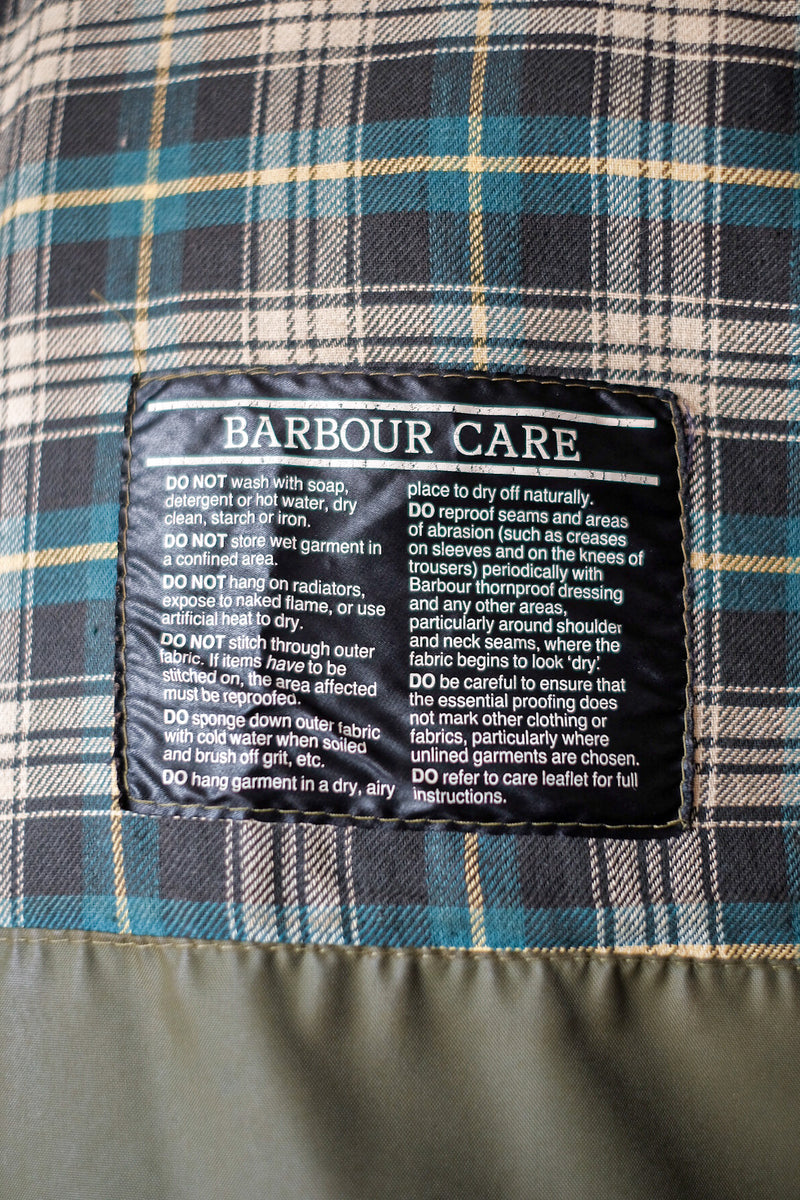 BARBOUR CARE
DO NOT wash with soap,
detergent or hot water, dry
clean, starch or iron.
DO NOT store wet garment in
a confined area.
DO NOT hang on radiators,
expose to naked flame, or use
artificial heat to dry.
DO NOT stitch through outer
fabric. If items have to be
stitched on, the area affected
must be reproofed.
DO sponge down outer fabric
with cold water when soiled
and brush off grit, etc.
DO hang garment in a dry, airy
place to dry off naturally.
DO reproof seams and areas
of abrasion (such as creases
on sleeves and on the knees of
trousers) periodically with
Barbour thornproof dressing
and any other areas,
particularly around shoulder
and neck seams, where the
fabric begins to look 'dry'.
DO be careful to ensure that
the essential proofing does
not mark other clothing or
fabrics, particularly where
unlined garments are chosen.
DO refer to care leaflet for full
instructions.